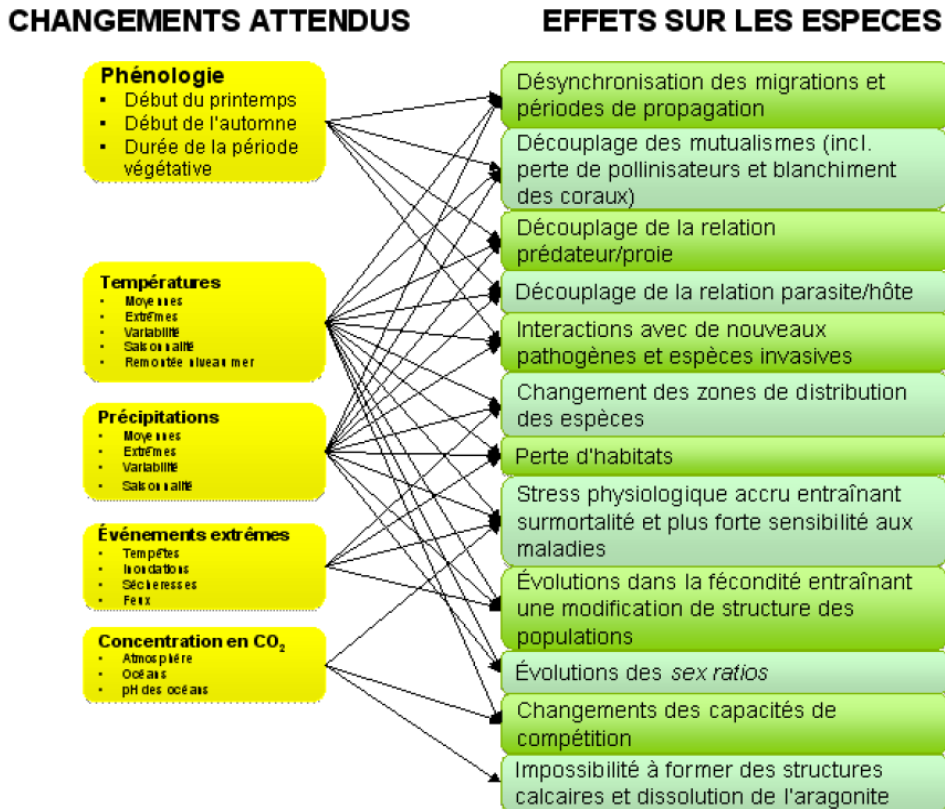 CHANGEMENTS ATTENDUS
EFFETS SUR LES ESPECES
Phénologie
▪ Début du printemps
▪ Début de l'automne
▪ Durée de la période
végétative
Températures
• Moyennes
• Extrêmes
• Variabilité
• Saisonnalité
• Remontée niveau mer
Précipitations
• Moyennes
• Extrêmes
• Variabilité
• Saisonnalité
Événements extrêmes
• Tempêtes
• Inondations
• Sécheresses
• Feux
Concentration en CO₂
• Atmosphère
• Océans
• pH des océans
Désynchronisation des migrations et
périodes de propagation
Découplage des mutualismes (incl.
perte de pollinisateurs et blanchiment
des coraux)
Découplage de la relation
prédateur/proie
Découplage de la relation parasite/hôte
Interactions avec de nouveaux
pathogènes et espèces invasives
Changement des zones de distribution
des espèces
Perte d'habitats
Stress physiologique accru entraînant
surmortalité et plus forte sensibilité aux
maladies
Évolutions dans la fécondité entraînant
une modification de structure des
populations
Évolutions des sex ratios
Changements des capacités de
compétition
Impossibilité à former des structures
calcaires et dissolution de l'aragonite